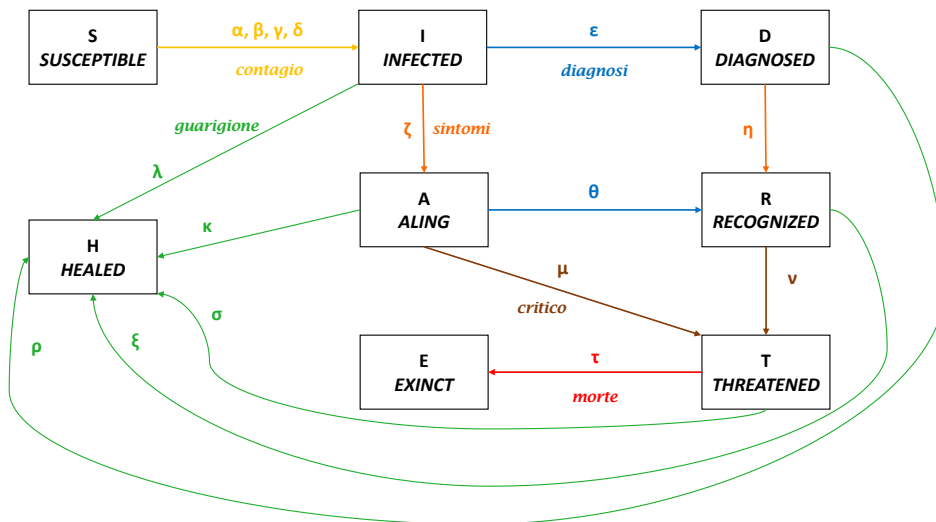 S
SUSCEPTIBLE
α, β, γ, δ
contagio
I
INFECTED
ε
diagnosi
D
DIAGNOSED
guarigione
λ
ζ
sintomi
η
A
ALING
θ
R
RECOGNIZED
κ
H
HEALED
μ
critico
ν
ρ
ξ
σ
E
EXINCT
τ
morte
T
THREATENED